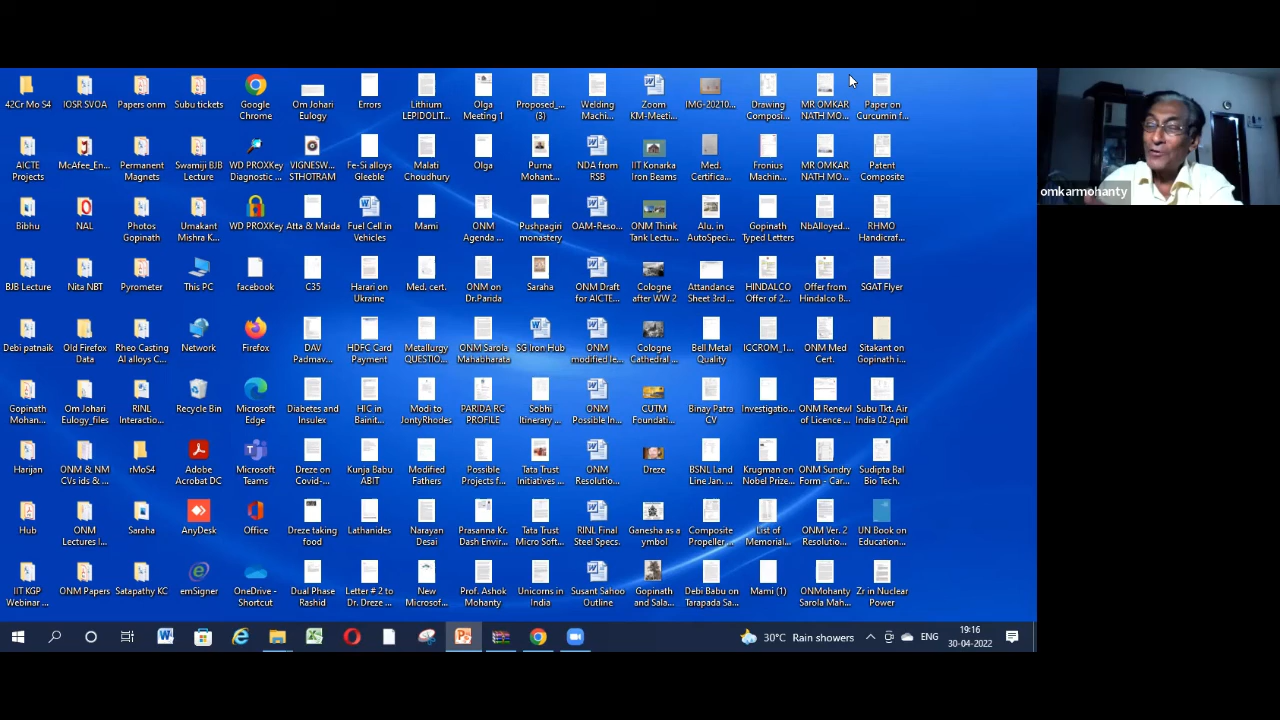 42Cr Mo S4
IOSR SVOA
Papers onm
Subu tickets
Google
Chrome
Om Johari
Eulogy
Errors
Lithium
LEPIDOLIT...
Olga
Meeting 1
Proposed_...
(3)
Welding
Machi...
Zoom
KM-Meeti...
IMG-20210...
Drawing
Composi...
MR OMKAR
NATH MO...
Paper on
Curcumin f...
AICTE
Projects
McAfee_En...
Permanent
Magnets
Swamiji BJB
Lecture
WD PROXKey
Diagnostic ...
VIGNESW...
STHOTRAM
Fe-Si alloys
Gleeble
Malati
Choudhury
Olga
Purna
Mohant...
NDA from
RSB
IIT Konarka
Iron Beams
Med.
Certifica...
Fronius
Machin...
MR OMKAR
NATH MO...
Patent
Composite
omkarmohanty
Bibhu
NAL
Photos
Gopinath
Umakant
Mishra K...
WD PROXKey
Atta & Maida
Fuel Cell in
Vehicles
Mami
ONM
Agenda ...
Pushpagiri
monastery
OAM-Reso...
ONM Think
Tank Lectu...
Alu. in
AutoSpeci...
Gopinath
Typed Letters
NbAlloyed...
RHMO
Handicraf...
BJB Lecture
Nita NBT
Pyrometer
This PC
facebook
C35
Harari on
Ukraine
Med. cert.
ONM on
Dr.Parida
Saraha
ONM Draft
for AICTE...
Cologne
after WW 2
Attandance
Sheet 3rd ...
HINDALCO
Offer of 2...
Offer from
Hindalco B...
SGAT Flyer
Debi patnaik
Old Firefox
Data
Rheo Casting
Al alloys C...
Network
Firefox
DAV
Padmav...
HDFC Card
Payment
Metallurgy
QUESTIO...
ONM Sarola
Mahabharata
SG Iron Hub
ONM
modified le...
Cologne
Cathedral ...
Bell Metal
Quality
ICCROM_1...
ONM Med
Cert.
Sitakant on
Gopinath i...
Gopinath
Mohan...
Om Johari
Eulogy_files
RINL
Interactio...
Recycle Bin
Microsoft
Edge
Diabetes and
Insulex
HIC in
Bainit...
Modi to
JontyRhodes
PARIDA RC
PROFILE
Sobhi
Itinerary ...
ONM
Possible In...
CUTM
Foundati...
Binay Patra
CV
Investigatio...
ONM Renewl
of Licence ...
Subu Tkt. Air
India 02 April
Harijan
ONM & NM
CVs ids & ...
rMoS4
Adobe
Acrobat DC
Microsoft
Teams
Dreze on
Covid-...
Kunja Babu
ABIT
Modified
Fathers
Possible
Projects f...
Tata Trust
Initiatives ...
ONM
Resolutio...
Dreze
BSNL Land
Line Jan. ...
Krugman on
Nobel Prize...
ONM Sundry
Form - Car...
Sudipta Bal
Bio Tech.
Hub
ONM
Lectures I...
Saraha
AnyDesk
Office
Dreze taking
food
Lathanides
Narayan
Desai
Prasanna Kr.
Dash Envir...
Tata Trust
Micro Soft...
RINL Final
Steel Specs.
Ganesha as a
symbol
Composite
Propeller ...
List of
Memorial...
ONM Ver. 2
Resolutio...
UN Book on
Education...
IIT KGP
Webinar ...
ONM Papers
Satapathy KC
emSigner
OneDrive -
Shortcut
Dual Phase
Rashid
Letter # 2 to
Dr. Dreze ...
New
Microsof...
Prof. Ashok
Mohanty
Unicorns in
India
Susant Sahoo
Outline
Gopinath
and Sala...
Debi Babu on
Tarapada Sa...
Mami (1)
ONMohanty
Sarola Mah...
Zr in Nuclear
Power
30°C Rain showers
ENG
19:16
30-04-2022